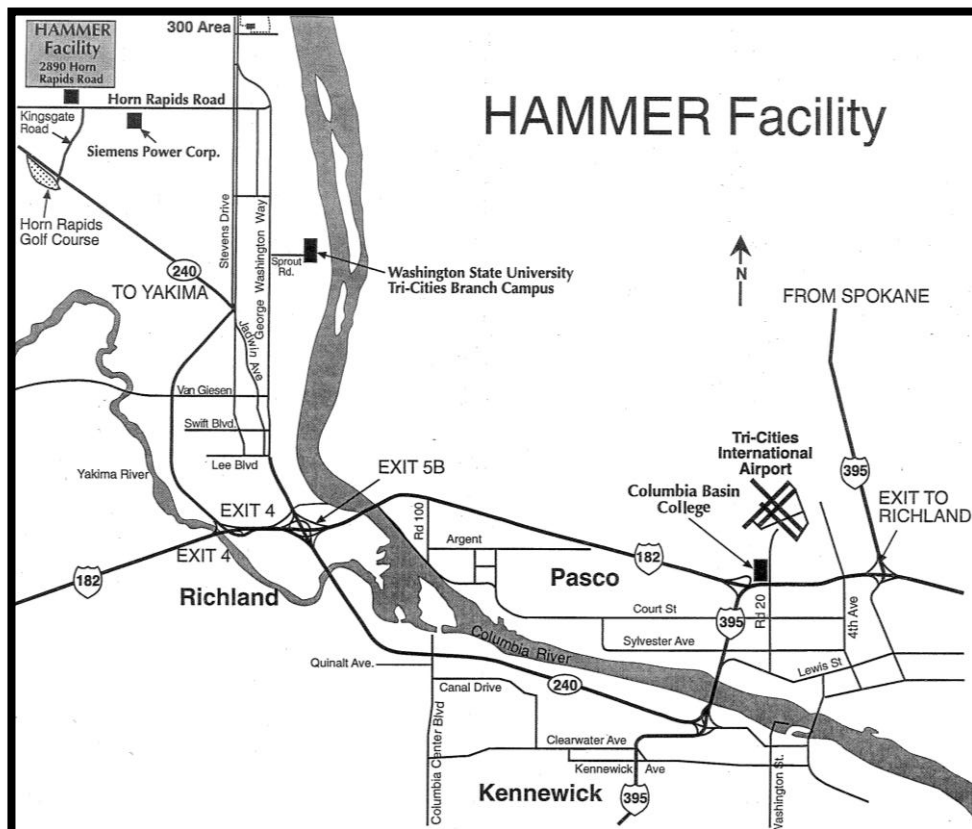 HAMMER
Facility
2890 Horn
Rapids Road
300 Area
Horn Rapids Road
Kingsgate
Road
Siemens Power Corp.
HAMMER Facility
Horn Rapids
Golf Course
Stevens Drive
George Washington Way
Sprout
Rd.
Washington State University
Tri-Cities Branch Campus
N
240
TO YAKIMA
FROM SPOKANE
Jadwin Ave
Van Giesen
Swift Blvd.
Lee Blvd
Yakima River
EXIT 5B
EXIT 4
EXIT 4
182
Richland
Rd 100
Argent
Pasco
182
Tri-Cities
International
Airport
Columbia Basin
College
395
EXIT TO
RICHLAND
Court St
395
Rd 20
4th Ave
Sylvester Ave
Columbia River
Lewis St
Quinalt Ave.
Canal Drive
240
Columbia Center Blvd
Clearwater Ave
Kennewick Ave
Kennewick
395
Washington St.